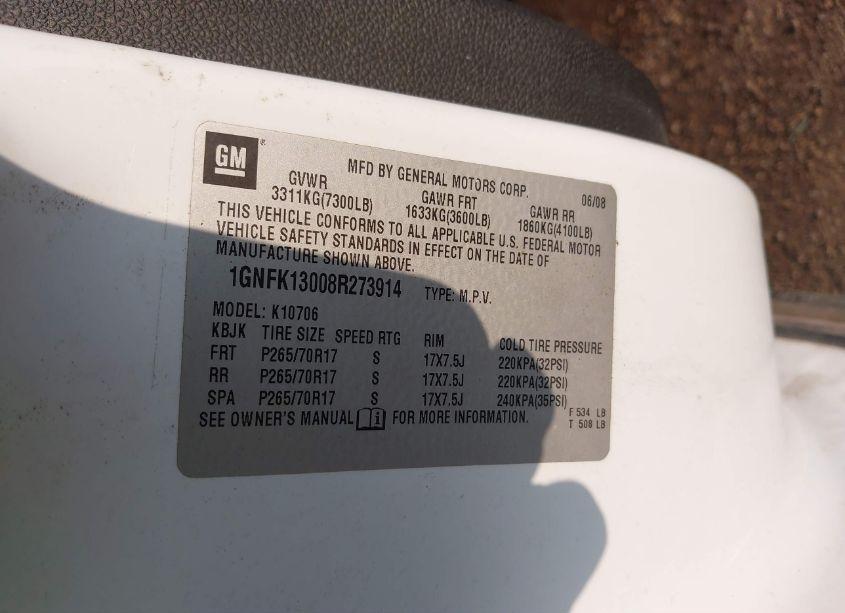 GM®
MFD BY GENERAL MOTORS CORP. 06/08
GVWR GAWR FRT GAWR RR
3311KG(7300LB) 1633KG(3600LB) 1860KG(4100LB)
THIS VEHICLE CONFORMS TO ALL APPLICABLE U.S. FEDERAL MOTOR
VEHICLE SAFETY STANDARDS IN EFFECT ON THE DATE OF
MANUFACTURE SHOWN ABOVE.
1GNFK13008R273914 TYPE: M.P.V.
MODEL: K10706
KBJK TIRE SIZE SPEED RTG RIM COLD TIRE PRESSURE
FRT P265/70R17 S 17X7.5J 220KPA(32PSI)
RR P265/70R17 S 17X7.5J 220KPA(32PSI)
SPA P265/70R17 S 17X7.5J 240KPA(35PSI)
SEE OWNER'S MANUAL i FOR MORE INFORMATION.
F 534 LB
T 508 LB